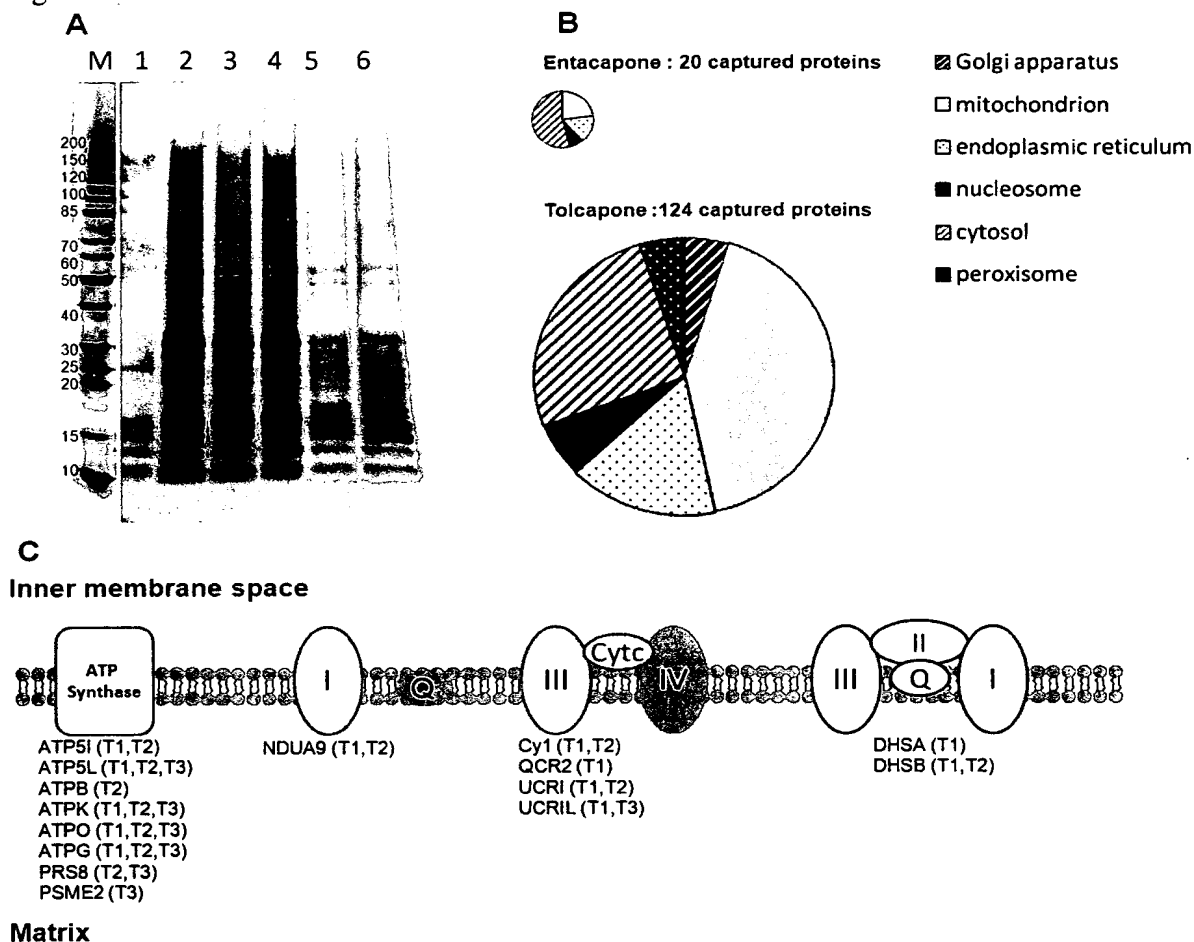 A
M 1 2 3 4 5 6
200
150
120
100
85
70
60
50
40
30
25
20
15
10
B
Entacapone : 20 captured proteins
Tolcapone :124 captured proteins
Golgi apparatus
mitochondrion
endoplasmic reticulum
nucleosome
cytosol
peroxisome
C
Inner membrane space
ATP
Synthase
I
Q
III
Cytc
IV
III
II
Q
I
ATP5I (T1,T2)
ATP5L (T1,T2,T3)
ATPB (T2)
ATPK (T1,T2,T3)
ATPO (T1,T2,T3)
ATPG (T1,T2,T3)
PRS8 (T2,T3)
PSME2 (T3)
NDUA9 (T1,T2)
Cy1 (T1,T2)
QCR2 (T1)
UCRI (T1,T2)
UCRIL (T1,T3)
DHSA (T1)
DHSB (T1,T2)
Matrix